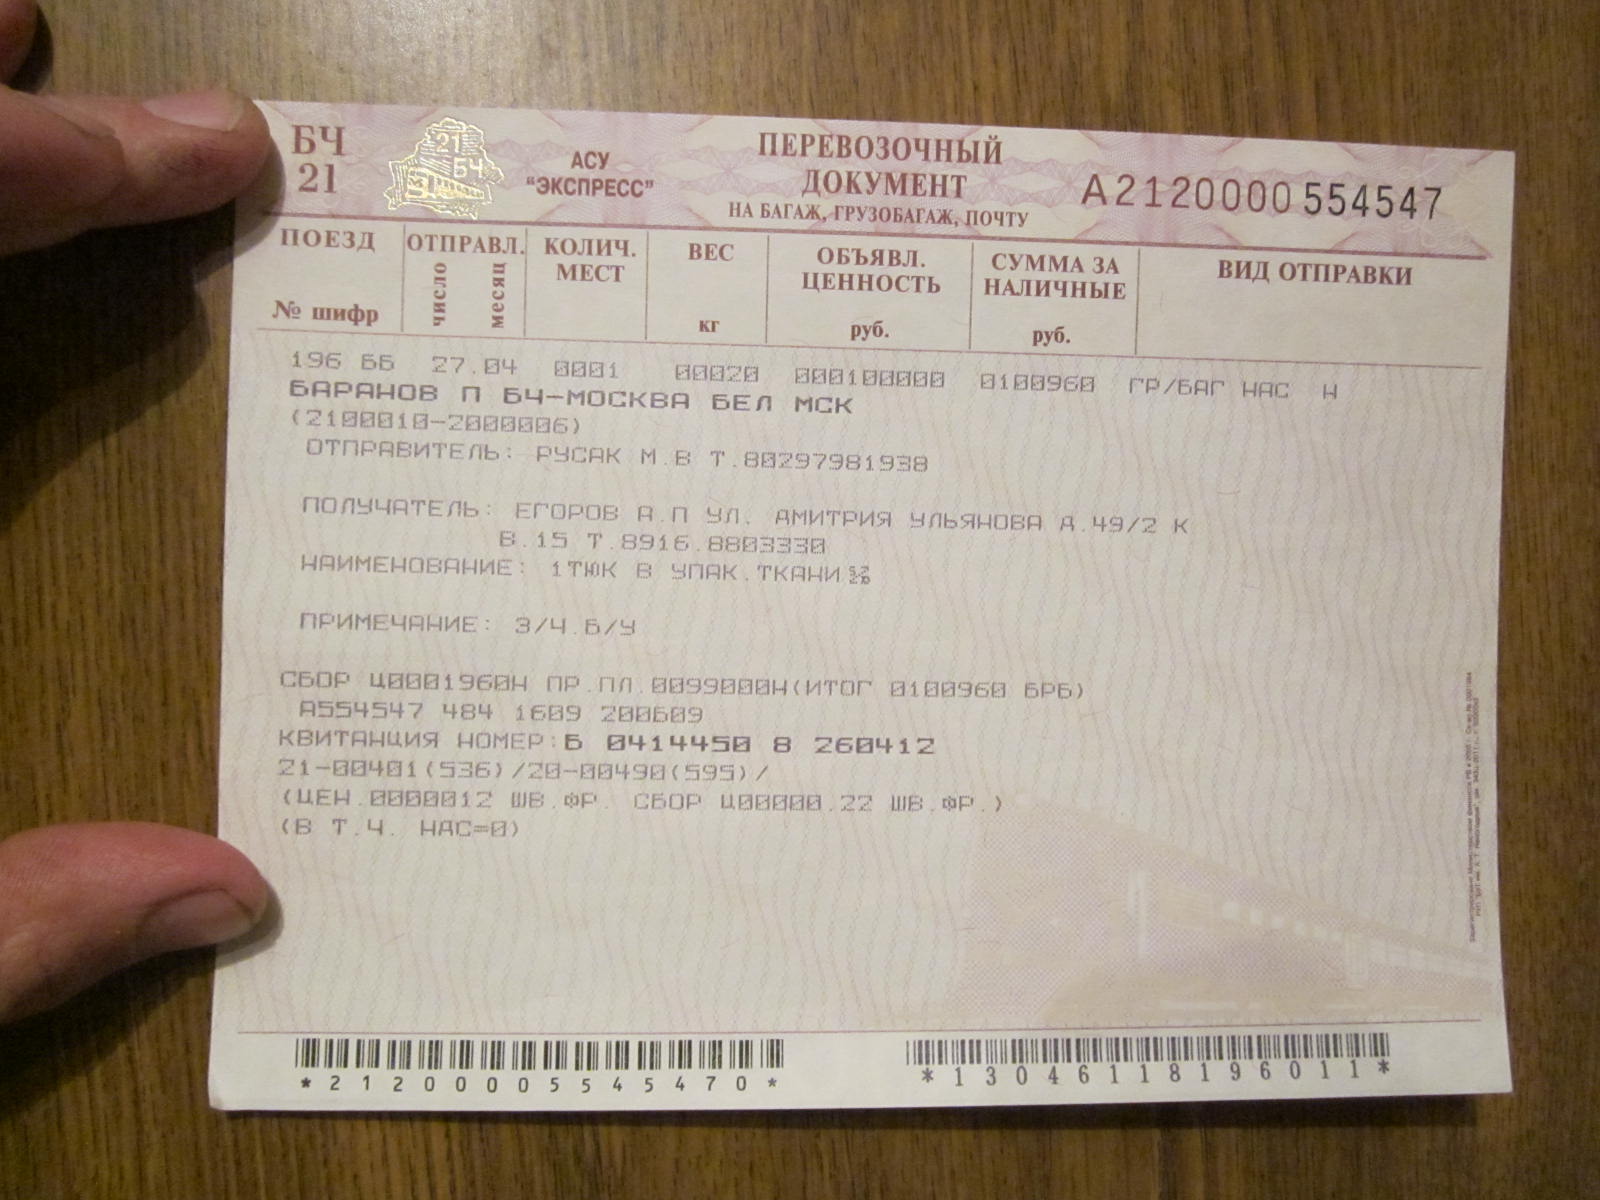 БЧ
21
21
БЧ
АСУ
"ЭКСПРЕСС"
ПЕРЕВОЗОЧНЫЙ
ДОКУМЕНТ
НА БАГАЖ, ГРУЗОБАГАЖ, ПОЧТУ
А2120000 554547
ПОЕЗД
№ шифр
ОТПРАВЛ.
число
месяц
КОЛИЧ.
МЕСТ
ВЕС
кг
ОБЪЯВЛ.
ЦЕННОСТЬ
руб.
СУММА ЗА
НАЛИЧНЫЕ
руб.
ВИД ОТПРАВКИ
196 ББ 27.04 0001 00020 000100000 0100960 ГР/БАГ НАС Н
БАРАНОВ П БЧ-МОСКВА БЕЛ МСК
(2100010-2000006)
ОТПРАВИТЕЛЬ: РУСАК М.В Т.80297981938
ПОЛУЧАТЕЛЬ: ЕГОРОВ А.П УЛ. ДМИТРИЯ УЛЬЯНОВА Д.49/2 К
В.15 Т.8916.8803330
НАИМЕНОВАНИЕ: 1ТЮК В УПАК.ТКАНИ
ПРИМЕЧАНИЕ: З/Ч.Б/У
СБОР Ц0001960Н ПР.ПЛ.0099000Н(ИТОГ 0100960 БРБ)
А554547 484 1609 200609
КВИТАНЦИЯ НОМЕР:Б 0414450 8 260412
21-00401(536)/20-00490(595)/
(ЦЕН.0000012 ШВ.ФР. СБОР Ц00000.22 ШВ.ФР.)
(В Т.Ч. НАС=0)
*21200005545470*
*13046118196011*